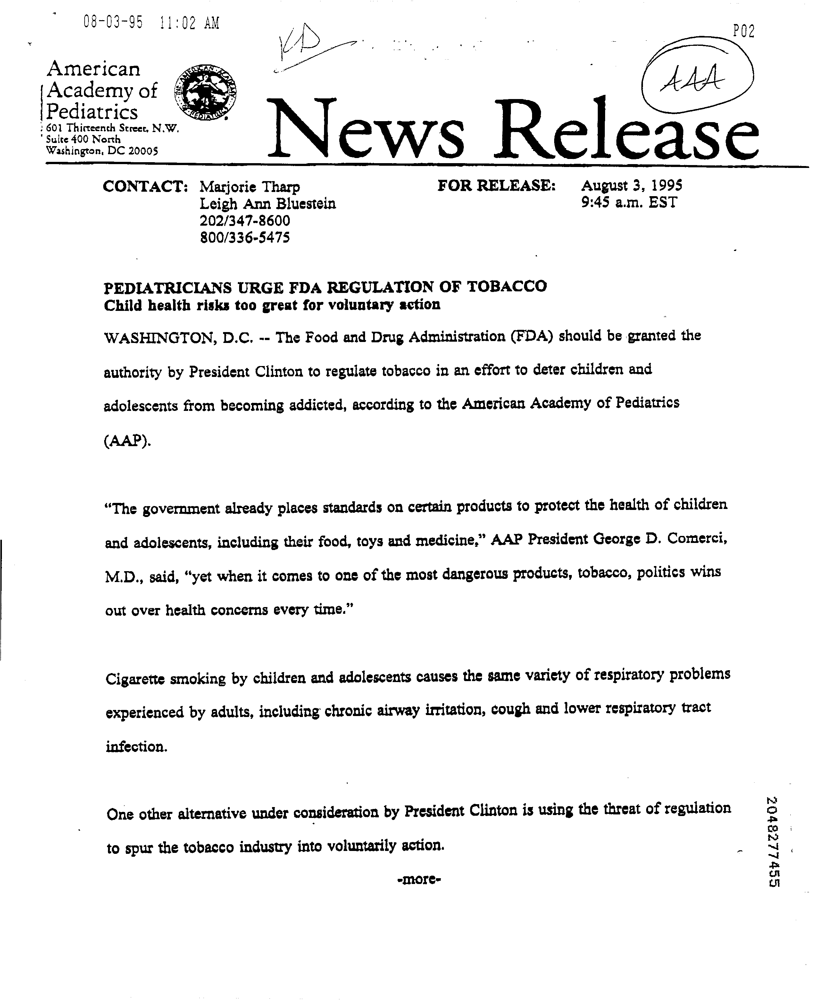 08-03-95 11:02 AM
P02
KD
AAA
American
Academy of
Pediatrics
601 Thirteenth Street, N.W.
Suite 400 North
Washington, DC 20005
News Release
CONTACT: Marjorie Tharp
Leigh Ann Bluestein
202/347-8600
800/336-5475
FOR RELEASE: August 3, 1995
9:45 a.m. EST
PEDIATRICIANS URGE FDA REGULATION OF TOBACCO
Child health risks too great for voluntary action
WASHINGTON, D.C. -- The Food and Drug Administration (FDA) should be granted the
authority by President Clinton to regulate tobacco in an effort to deter children and
adolescents from becoming addicted, according to the American Academy of Pediatrics
(AAP).
“The government already places standards on certain products to protect the health of children
and adolescents, including their food, toys and medicine,” AAP President George D. Comerci,
M.D., said, “yet when it comes to one of the most dangerous products, tobacco, politics wins
out over health concerns every time.”
Cigarette smoking by children and adolescents causes the same variety of respiratory problems
experienced by adults, including chronic airway irritation, cough and lower respiratory tract
infection.
One other alternative under consideration by President Clinton is using the threat of regulation
to spur the tobacco industry into voluntarily action.
-more-
2048277455